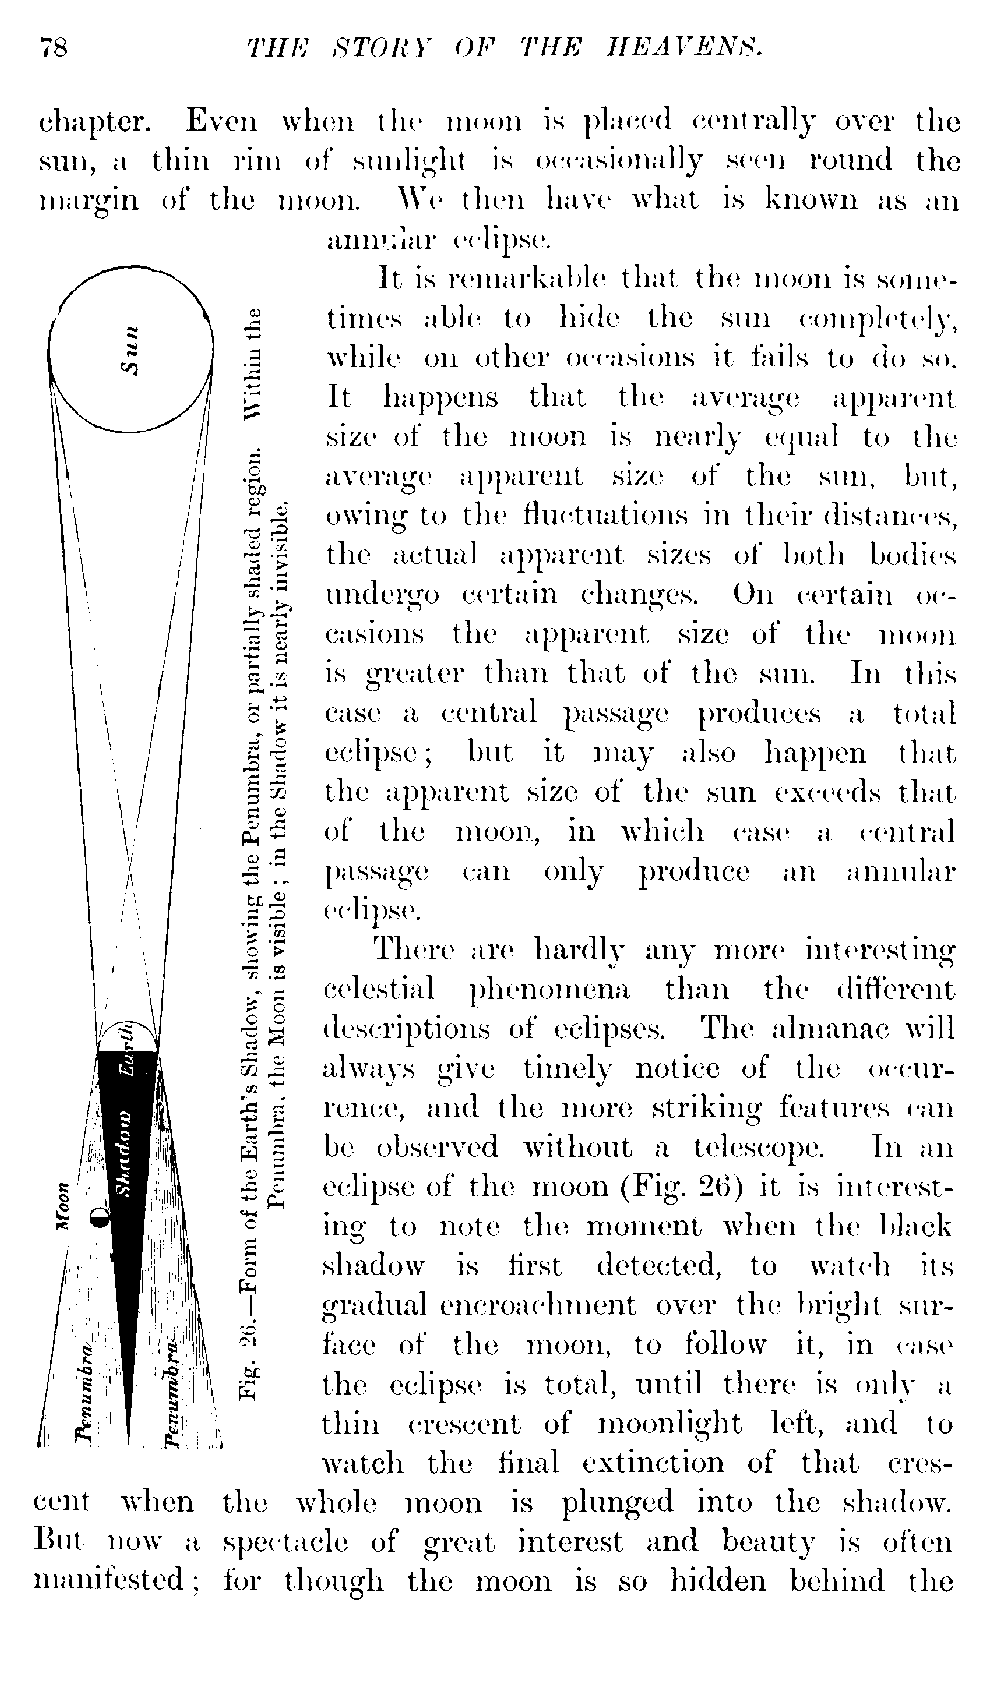 78 THE STORY OF THE HEAVENS.
chapter. Even when the moon is placed centrally over the
sun, a thin rim of sunlight is occasionally seen round the
margin of the moon. We then have what is known as an
annular eclipse.
It is remarkable that the moon is some-
times able to hide the sun completely,
while on other occasions it fails to do so.
It happens that the average apparent
size of the moon is nearly equal to the
average apparent size of the sun, but,
owing to the fluctuations in their distances,
the actual apparent sizes of both bodies
undergo certain changes. On certain oc-
casions the apparent size of the moon
is greater than that of the sun. In this
case a central passage produces a total
eclipse; but it may also happen that
the apparent size of the sun exceeds that
of the moon, in which case a central
passage can only produce an annular
eclipse.
There are hardly any more interesting
celestial phenomena than the different
descriptions of eclipses. The almanac will
always give timely notice of the occur-
rence, and the more striking features can
be observed without a telescope. In an
eclipse of the moon (Fig. 26) it is interest-
ing to note the moment when the black
shadow is first detected, to watch its
gradual encroachment over the bright sur-
face of the moon, to follow it, in case
the eclipse is total, until there is only a
thin crescent of moonlight left, and to
watch the final extinction of that cres-
cent when the whole moon is plunged into the shadow.
But now a spectacle of great interest and beauty is often
manifested; for though the moon is so hidden behind the
Sun
Earth
Shadow
Moon
Penumbra
Penumbra
Fig. 26.—Form of the Earth's Shadow, showing the Penumbra, or partially shaded region. Within the
Penumbra, the Moon is visible; in the Shadow it is nearly invisible.